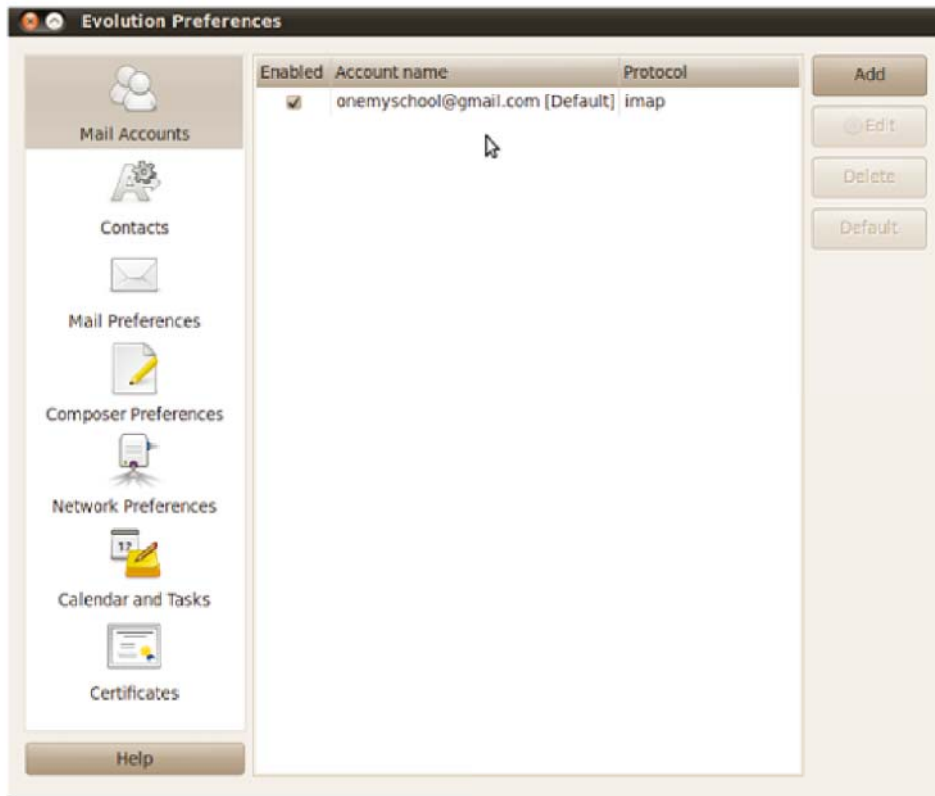 Evolution Preferences
Mail Accounts
Contacts
Mail Preferences
Composer Preferences
Network Preferences
Calendar and Tasks
Certificates
Help
Enabled Account name Protocol
onemyschool@gmail.com [Default] imap
Add
Edit
Delete
Default